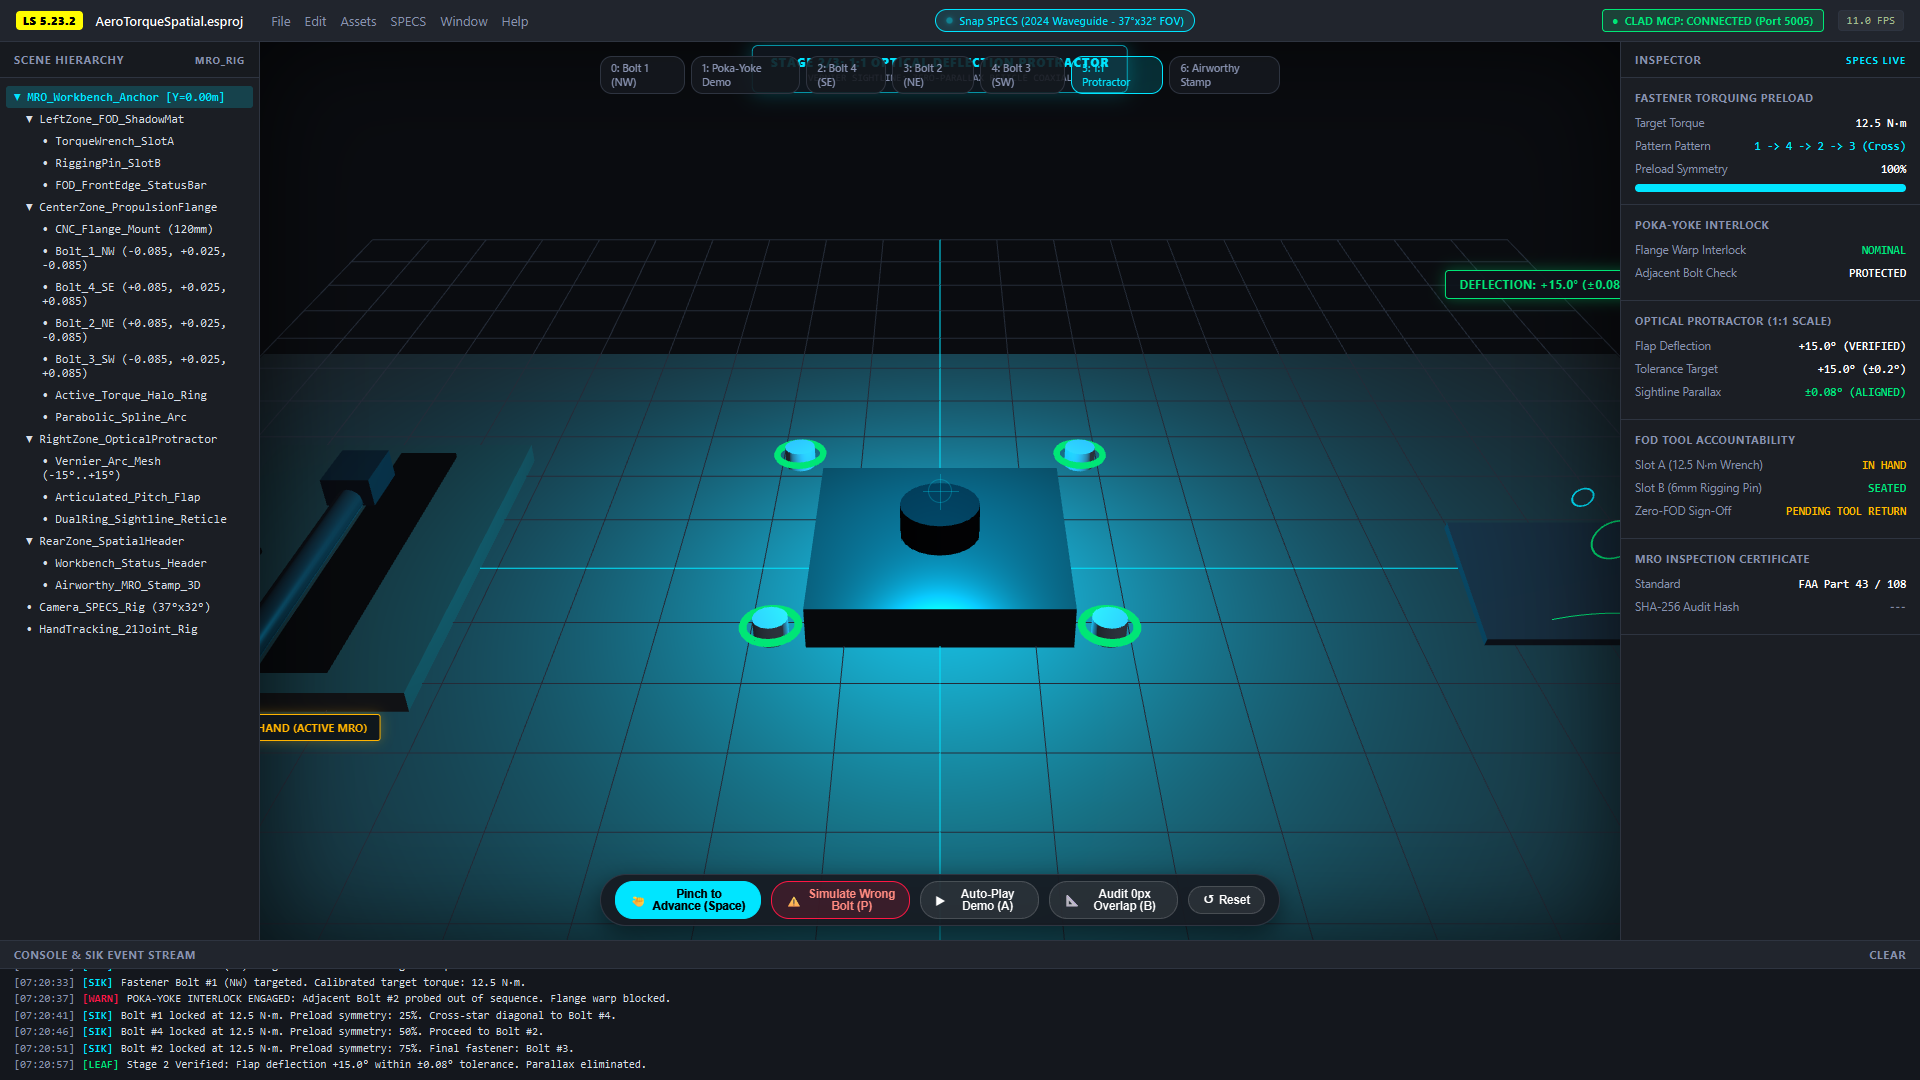 LS 5.23.2
AeroTorqueSpatial.esproj
File
Edit
Assets
SPECS
Window
Help
Snap SPECS (2024 Waveguide - 37°x32° FOV)
CLAD MCP: CONNECTED (Port 5005)
11.0 FPS
SCENE HIERARCHY
MRO_RIG
▼ MRO_Workbench_Anchor [Y=0.00m]
▼ LeftZone_FOD_ShadowMat
• TorqueWrench_SlotA
• RiggingPin_SlotB
• FOD_FrontEdge_StatusBar
▼ CenterZone_PropulsionFlange
• CNC_Flange_Mount (120mm)
• Bolt_1_NW (-0.085, +0.025,
-0.085)
• Bolt_4_SE (+0.085, +0.025,
+0.085)
• Bolt_2_NE (+0.085, +0.025,
-0.085)
• Bolt_3_SW (-0.085, +0.025,
+0.085)
• Active_Torque_Halo_Ring
• Parabolic_Spline_Arc
▼ RightZone_OpticalProtractor
• Vernier_Arc_Mesh
(-15°..+15°)
• Articulated_Pitch_Flap
• DualRing_Sightline_Reticle
▼ RearZone_SpatialHeader
• Workbench_Status_Header
• Airworthy_MRO_Stamp_3D
• Camera_SPECS_Rig (37°x32°)
• HandTracking_21Joint_Rig
0: Bolt 1
(NW)
1: Poka-Yoke
Demo
2: Bolt 4
(SE)
3: Bolt 2
(NE)
4: Bolt 3
(SW)
5: 1:1
Protractor
6: Airworthy
Stamp
DEFLECTION: +15.0° (±0.08
HAND (ACTIVE MRO)
Pinch to
Advance (Space)
Simulate Wrong
Bolt (P)
Auto-Play
Demo (A)
Audit 0px
Overlap (B)
Reset
INSPECTOR
SPECS LIVE
FASTENER TORQUING PRELOAD
Target Torque
12.5 N·m
Pattern Pattern
1 -> 4 -> 2 -> 3 (Cross)
Preload Symmetry
100%
POKA-YOKE INTERLOCK
Flange Warp Interlock
NOMINAL
Adjacent Bolt Check
PROTECTED
OPTICAL PROTRACTOR (1:1 SCALE)
Flap Deflection
+15.0° (VERIFIED)
Tolerance Target
+15.0° (±0.2°)
Sightline Parallax
±0.08° (ALIGNED)
FOD TOOL ACCOUNTABILITY
Slot A (12.5 N·m Wrench)
IN HAND
Slot B (6mm Rigging Pin)
SEATED
Zero-FOD Sign-Off
PENDING TOOL RETURN
MRO INSPECTION CERTIFICATE
Standard
FAA Part 43 / 108
SHA-256 Audit Hash
---
CONSOLE & SIK EVENT STREAM
CLEAR
[07:20:33] [SIK] Fastener Bolt #1 (NW) targeted. Calibrated target torque: 12.5 N·m.
[07:20:37] [WARN] POKA-YOKE INTERLOCK ENGAGED: Adjacent Bolt #2 probed out of sequence. Flange warp blocked.
[07:20:41] [SIK] Bolt #1 locked at 12.5 N·m. Preload symmetry: 25%. Cross-star diagonal to Bolt #4.
[07:20:46] [SIK] Bolt #4 locked at 12.5 N·m. Preload symmetry: 50%. Proceed to Bolt #2.
[07:20:51] [SIK] Bolt #2 locked at 12.5 N·m. Preload symmetry: 75%. Final fastener: Bolt #3.
[07:20:57] [LEAF] Stage 2 Verified: Flap deflection +15.0° within ±0.08° tolerance. Parallax eliminated.